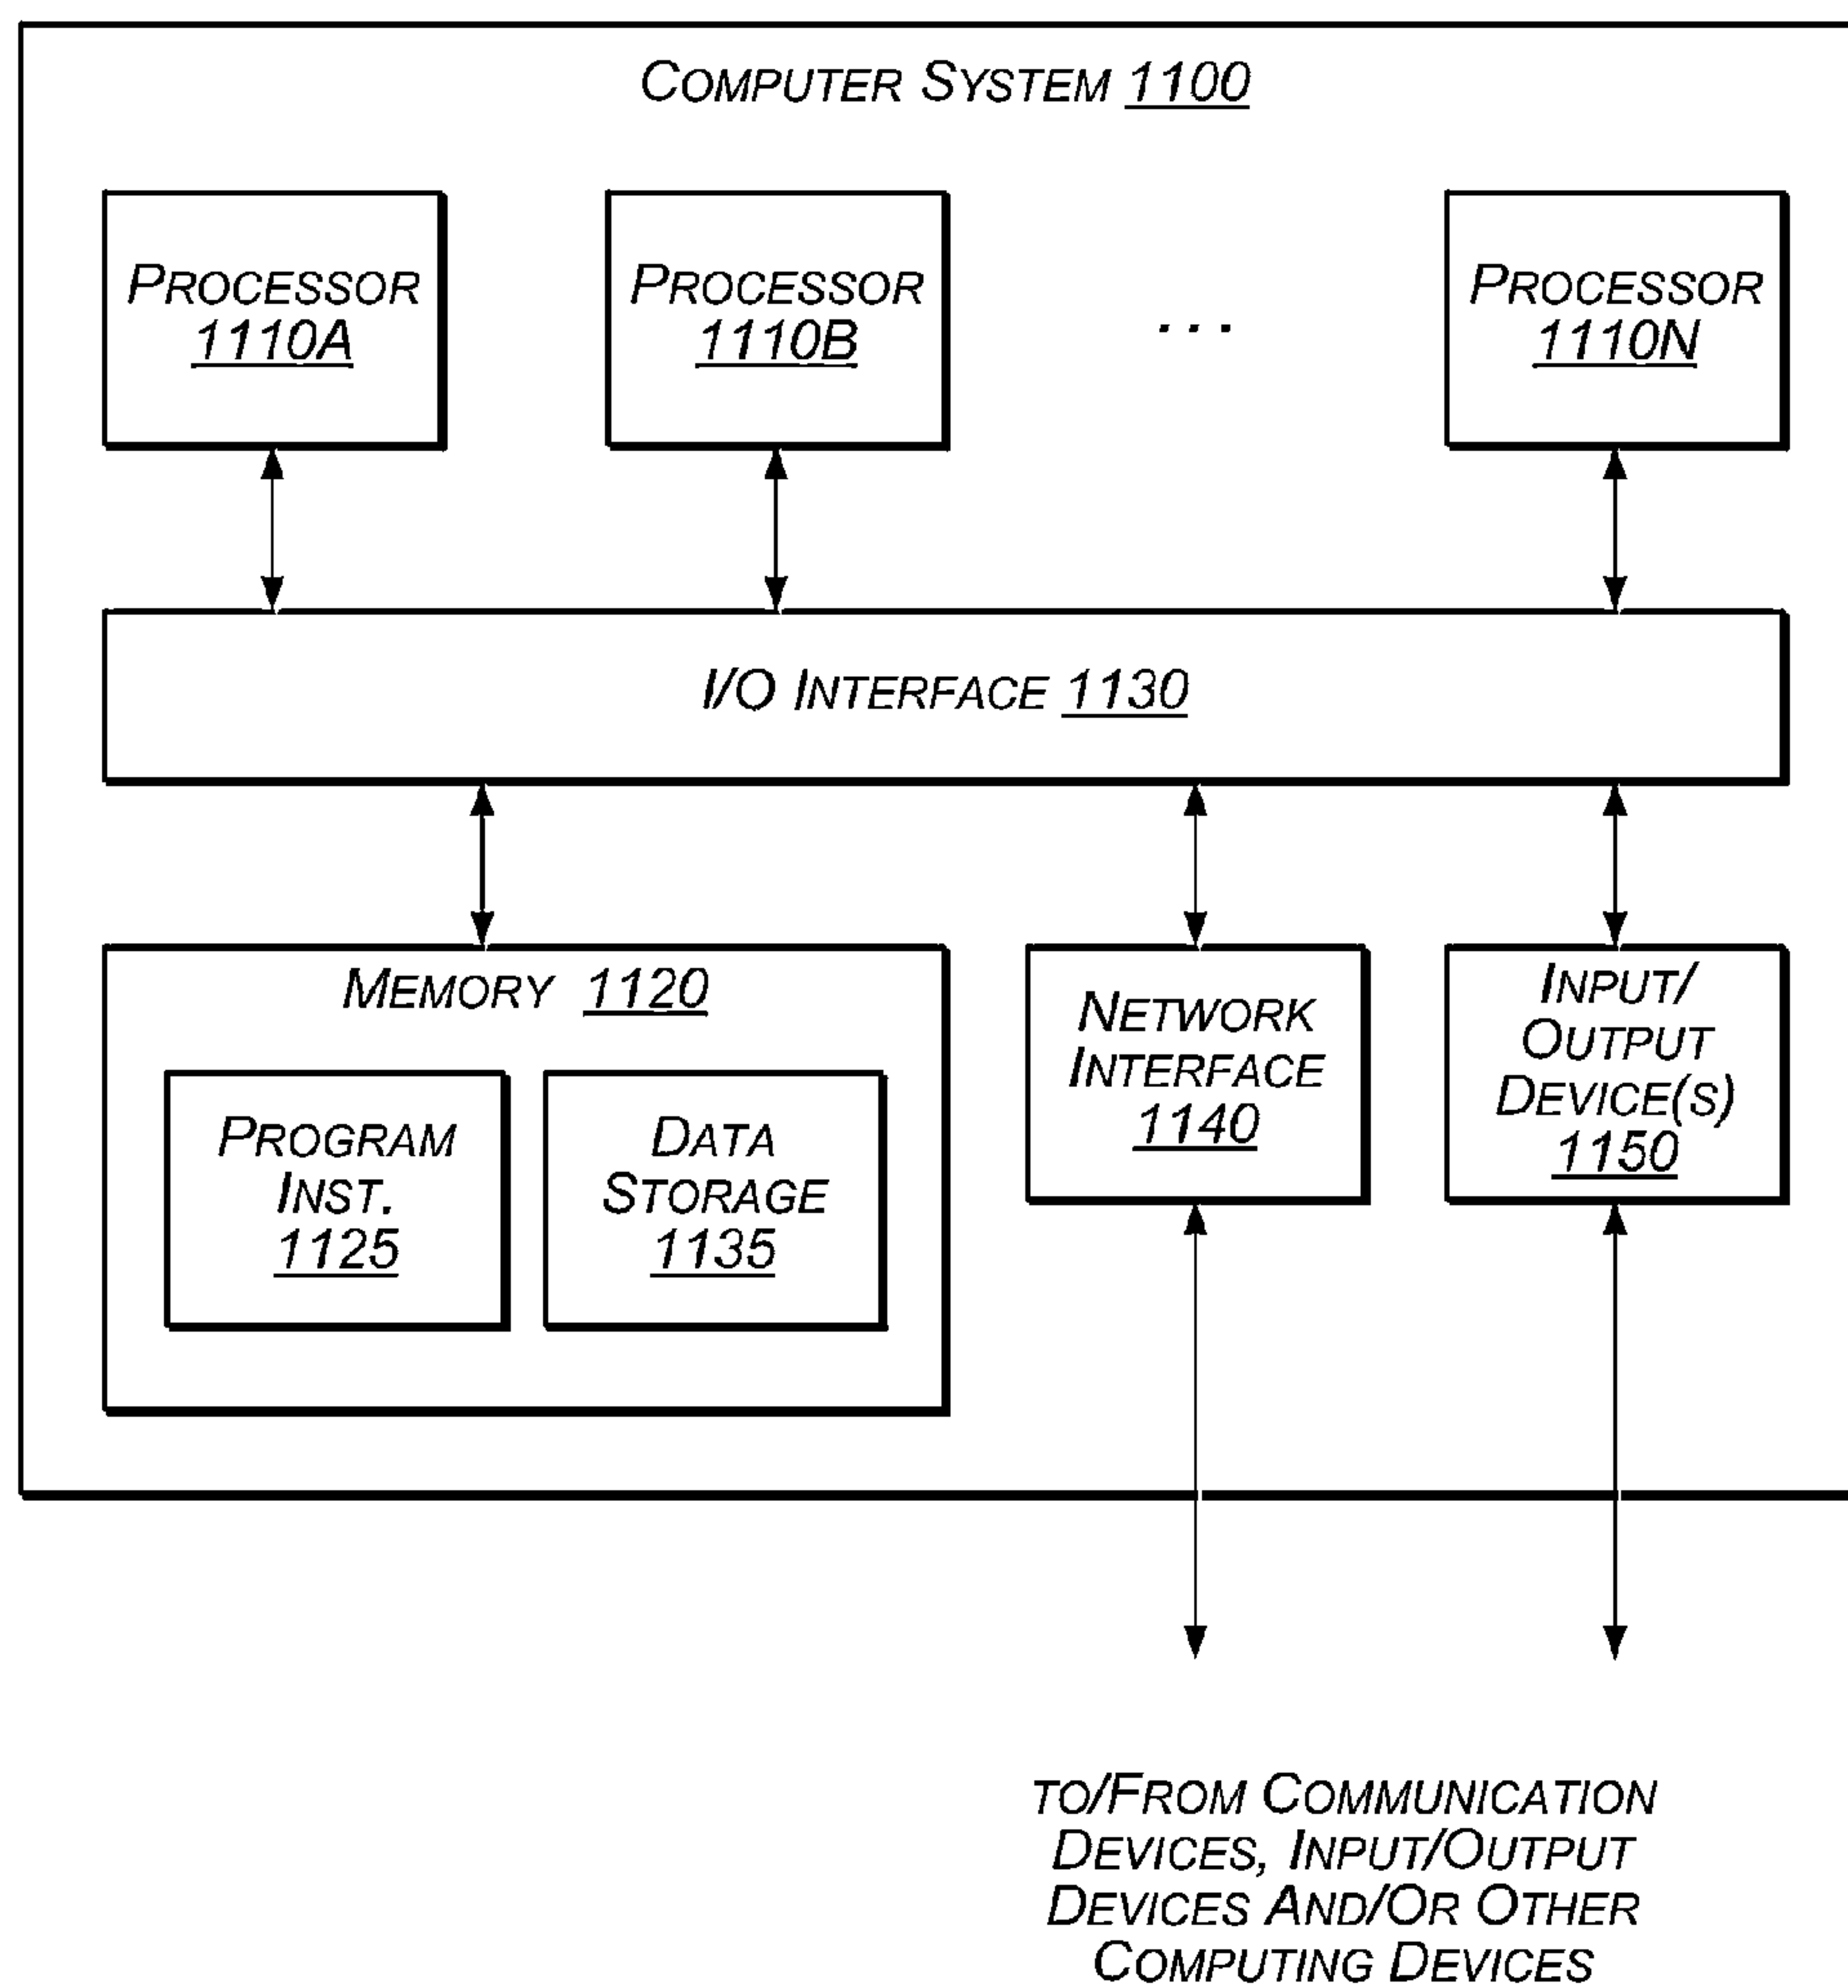 COMPUTER SYSTEM 1100
PROCESSOR
1110A
PROCESSOR
1110B
...
PROCESSOR
1110N
I/O INTERFACE 1130
MEMORY 1120
PROGRAM
INST.
1125
DATA
STORAGE
1135
NETWORK
INTERFACE
1140
INPUT/
OUTPUT
DEVICE(S)
1150
TO/FROM COMMUNICATION
DEVICES, INPUT/OUTPUT
DEVICES AND/OR OTHER
COMPUTING DEVICES